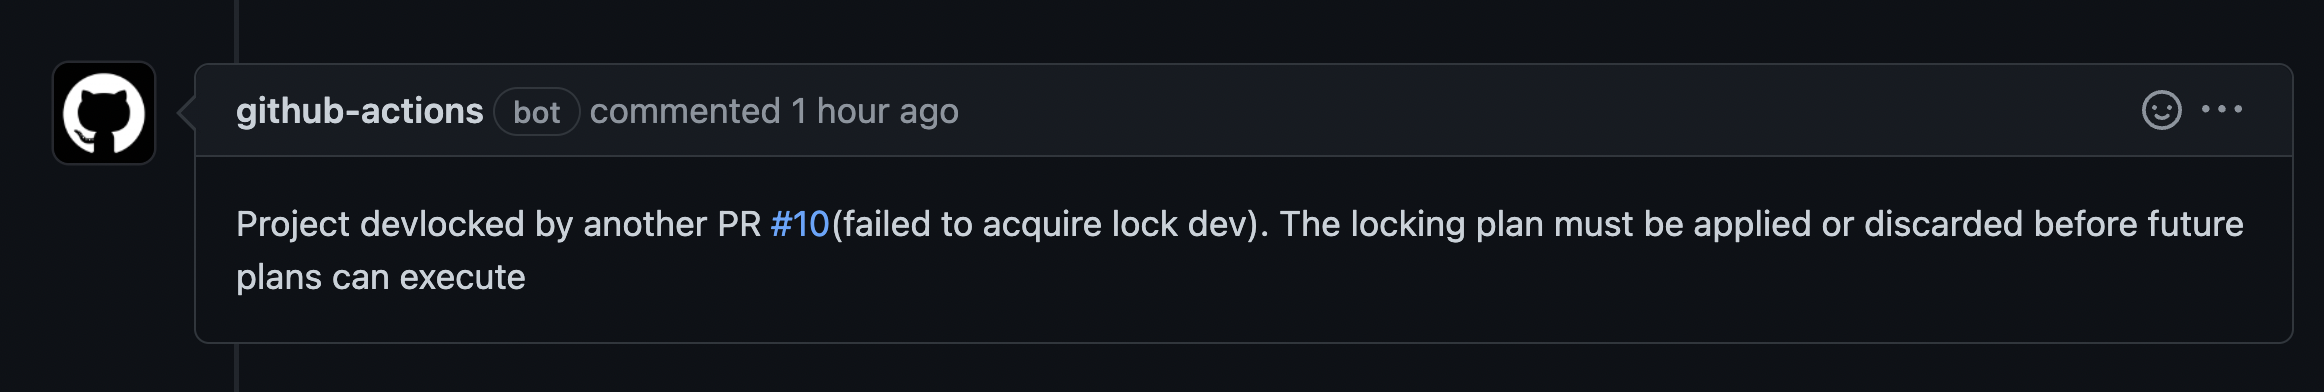 github-actions bot commented 1 hour ago
Project devlocked by another PR #10(failed to acquire lock dev). The locking plan must be applied or discarded before future
plans can execute